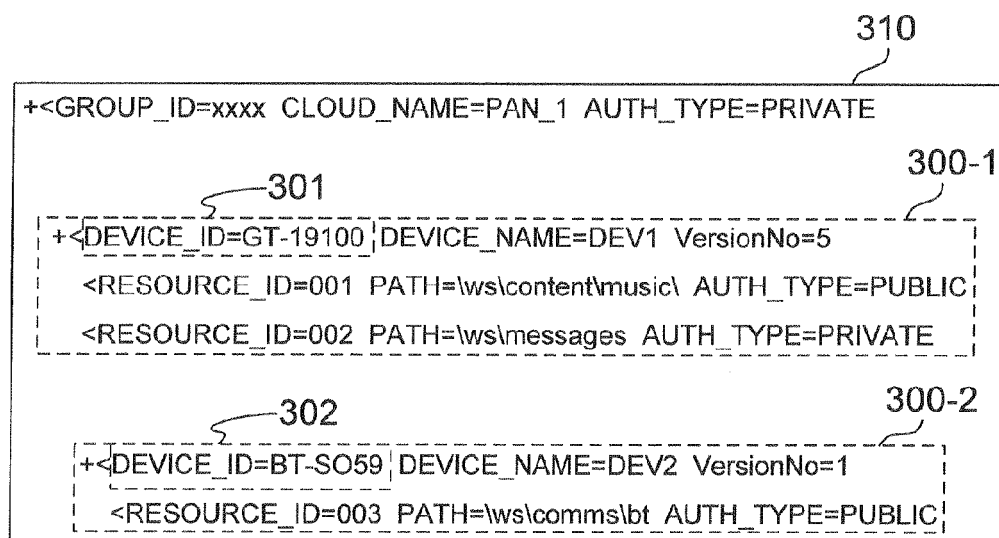 310
+<GROUP_ID=xxxx CLOUD_NAME=PAN_1 AUTH_TYPE=PRIVATE
300-1
301
+<DEVICE_ID=GT-19100 DEVICE_NAME=DEV1 VersionNo=5
<RESOURCE_ID=001 PATH=\ws\content\music\ AUTH_TYPE=PUBLIC
<RESOURCE_ID=002 PATH=\ws\messages AUTH_TYPE=PRIVATE
300-2
302
+<DEVICE_ID=BT-SO59 DEVICE_NAME=DEV2 VersionNo=1
<RESOURCE_ID=003 PATH=\ws\comms\bt AUTH_TYPE=PUBLIC